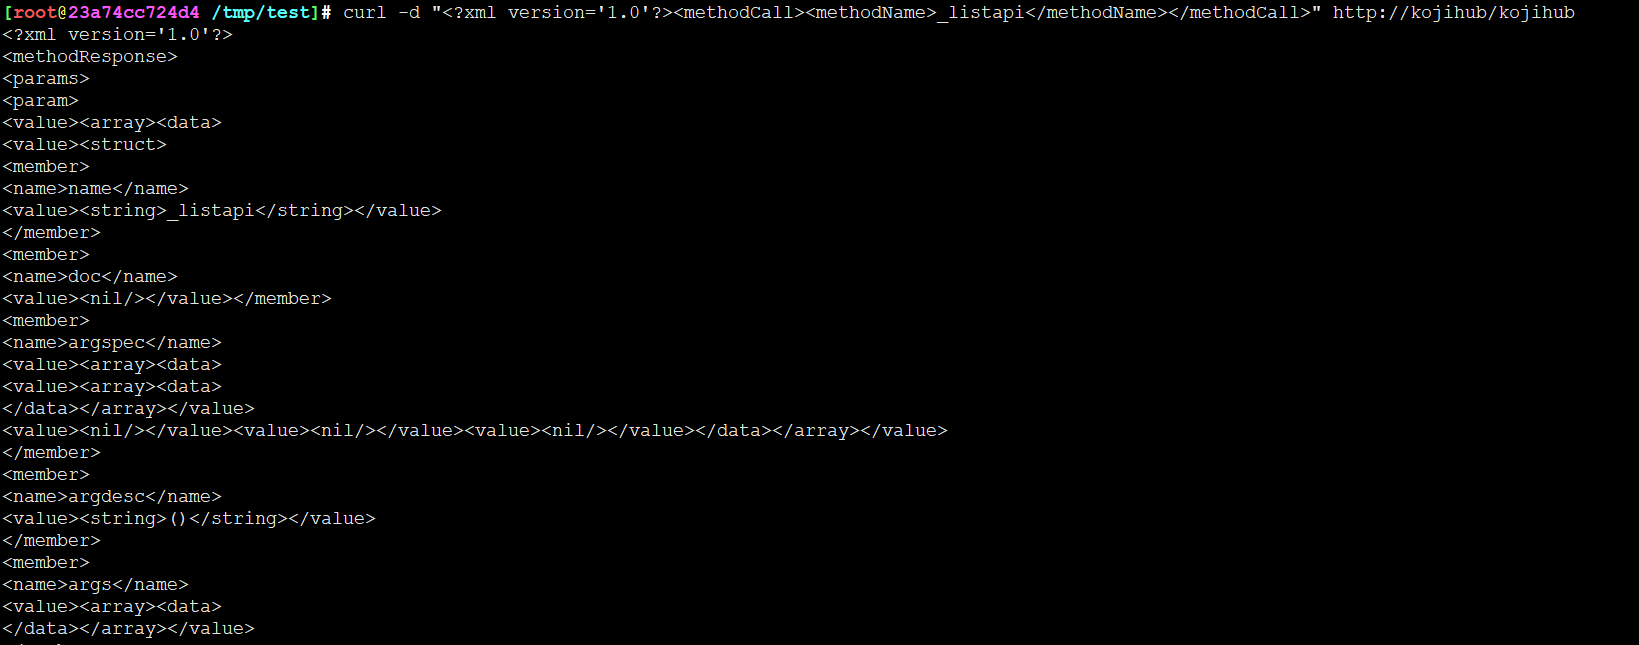 [root@23a74cc724d4 /tmp/test]# curl -d "<?xml version='1.0'?><methodCall><methodName>_listapi</methodName></methodCall>" http://kojihub/kojihub
<?xml version='1.0'?>
<methodResponse>
<params>
<param>
<value><array><data>
<value><struct>
<member>
<name>name</name>
<value><string>_listapi</string></value>
</member>
<member>
<name>doc</name>
<value><nil/></value></member>
<member>
<name>argspec</name>
<value><array><data>
<value><array><data>
</data></array></value>
<value><nil/></value><value><nil/></value><value><nil/></value></data></array></value>
</member>
<member>
<name>argdesc</name>
<value><string>()</string></value>
</member>
<member>
<name>args</name>
<value><array><data>
</data></array></value>